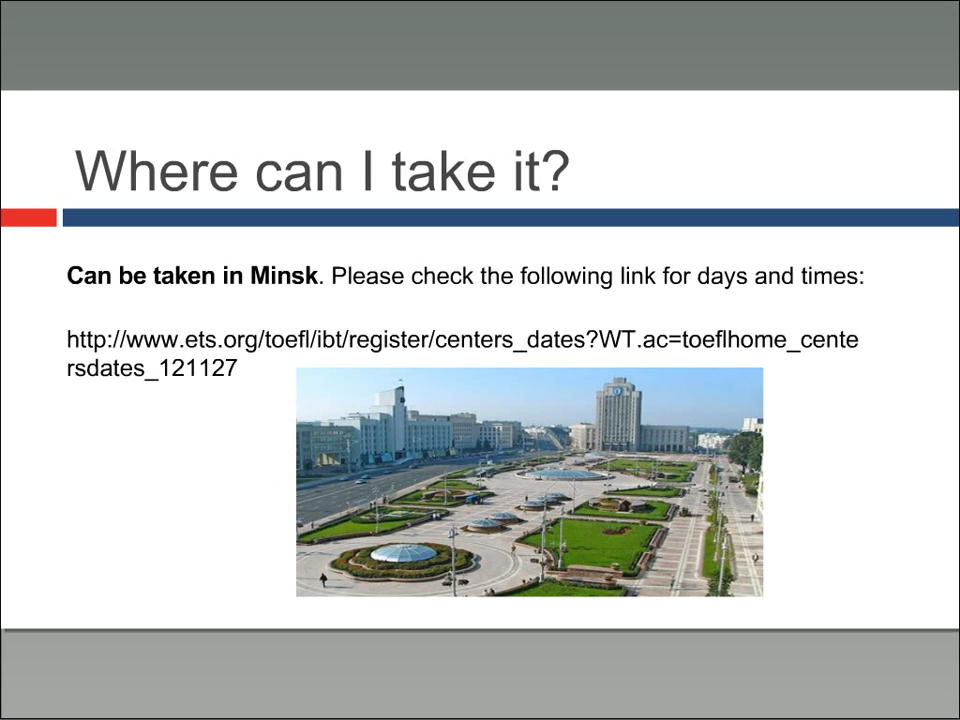 Where can I take it?
Can be taken in Minsk. Please check the following link for days and times:
http://www.ets.org/toefl/ibt/register/centers_dates?WT.ac=toeflhome_cente
rsdates_121127